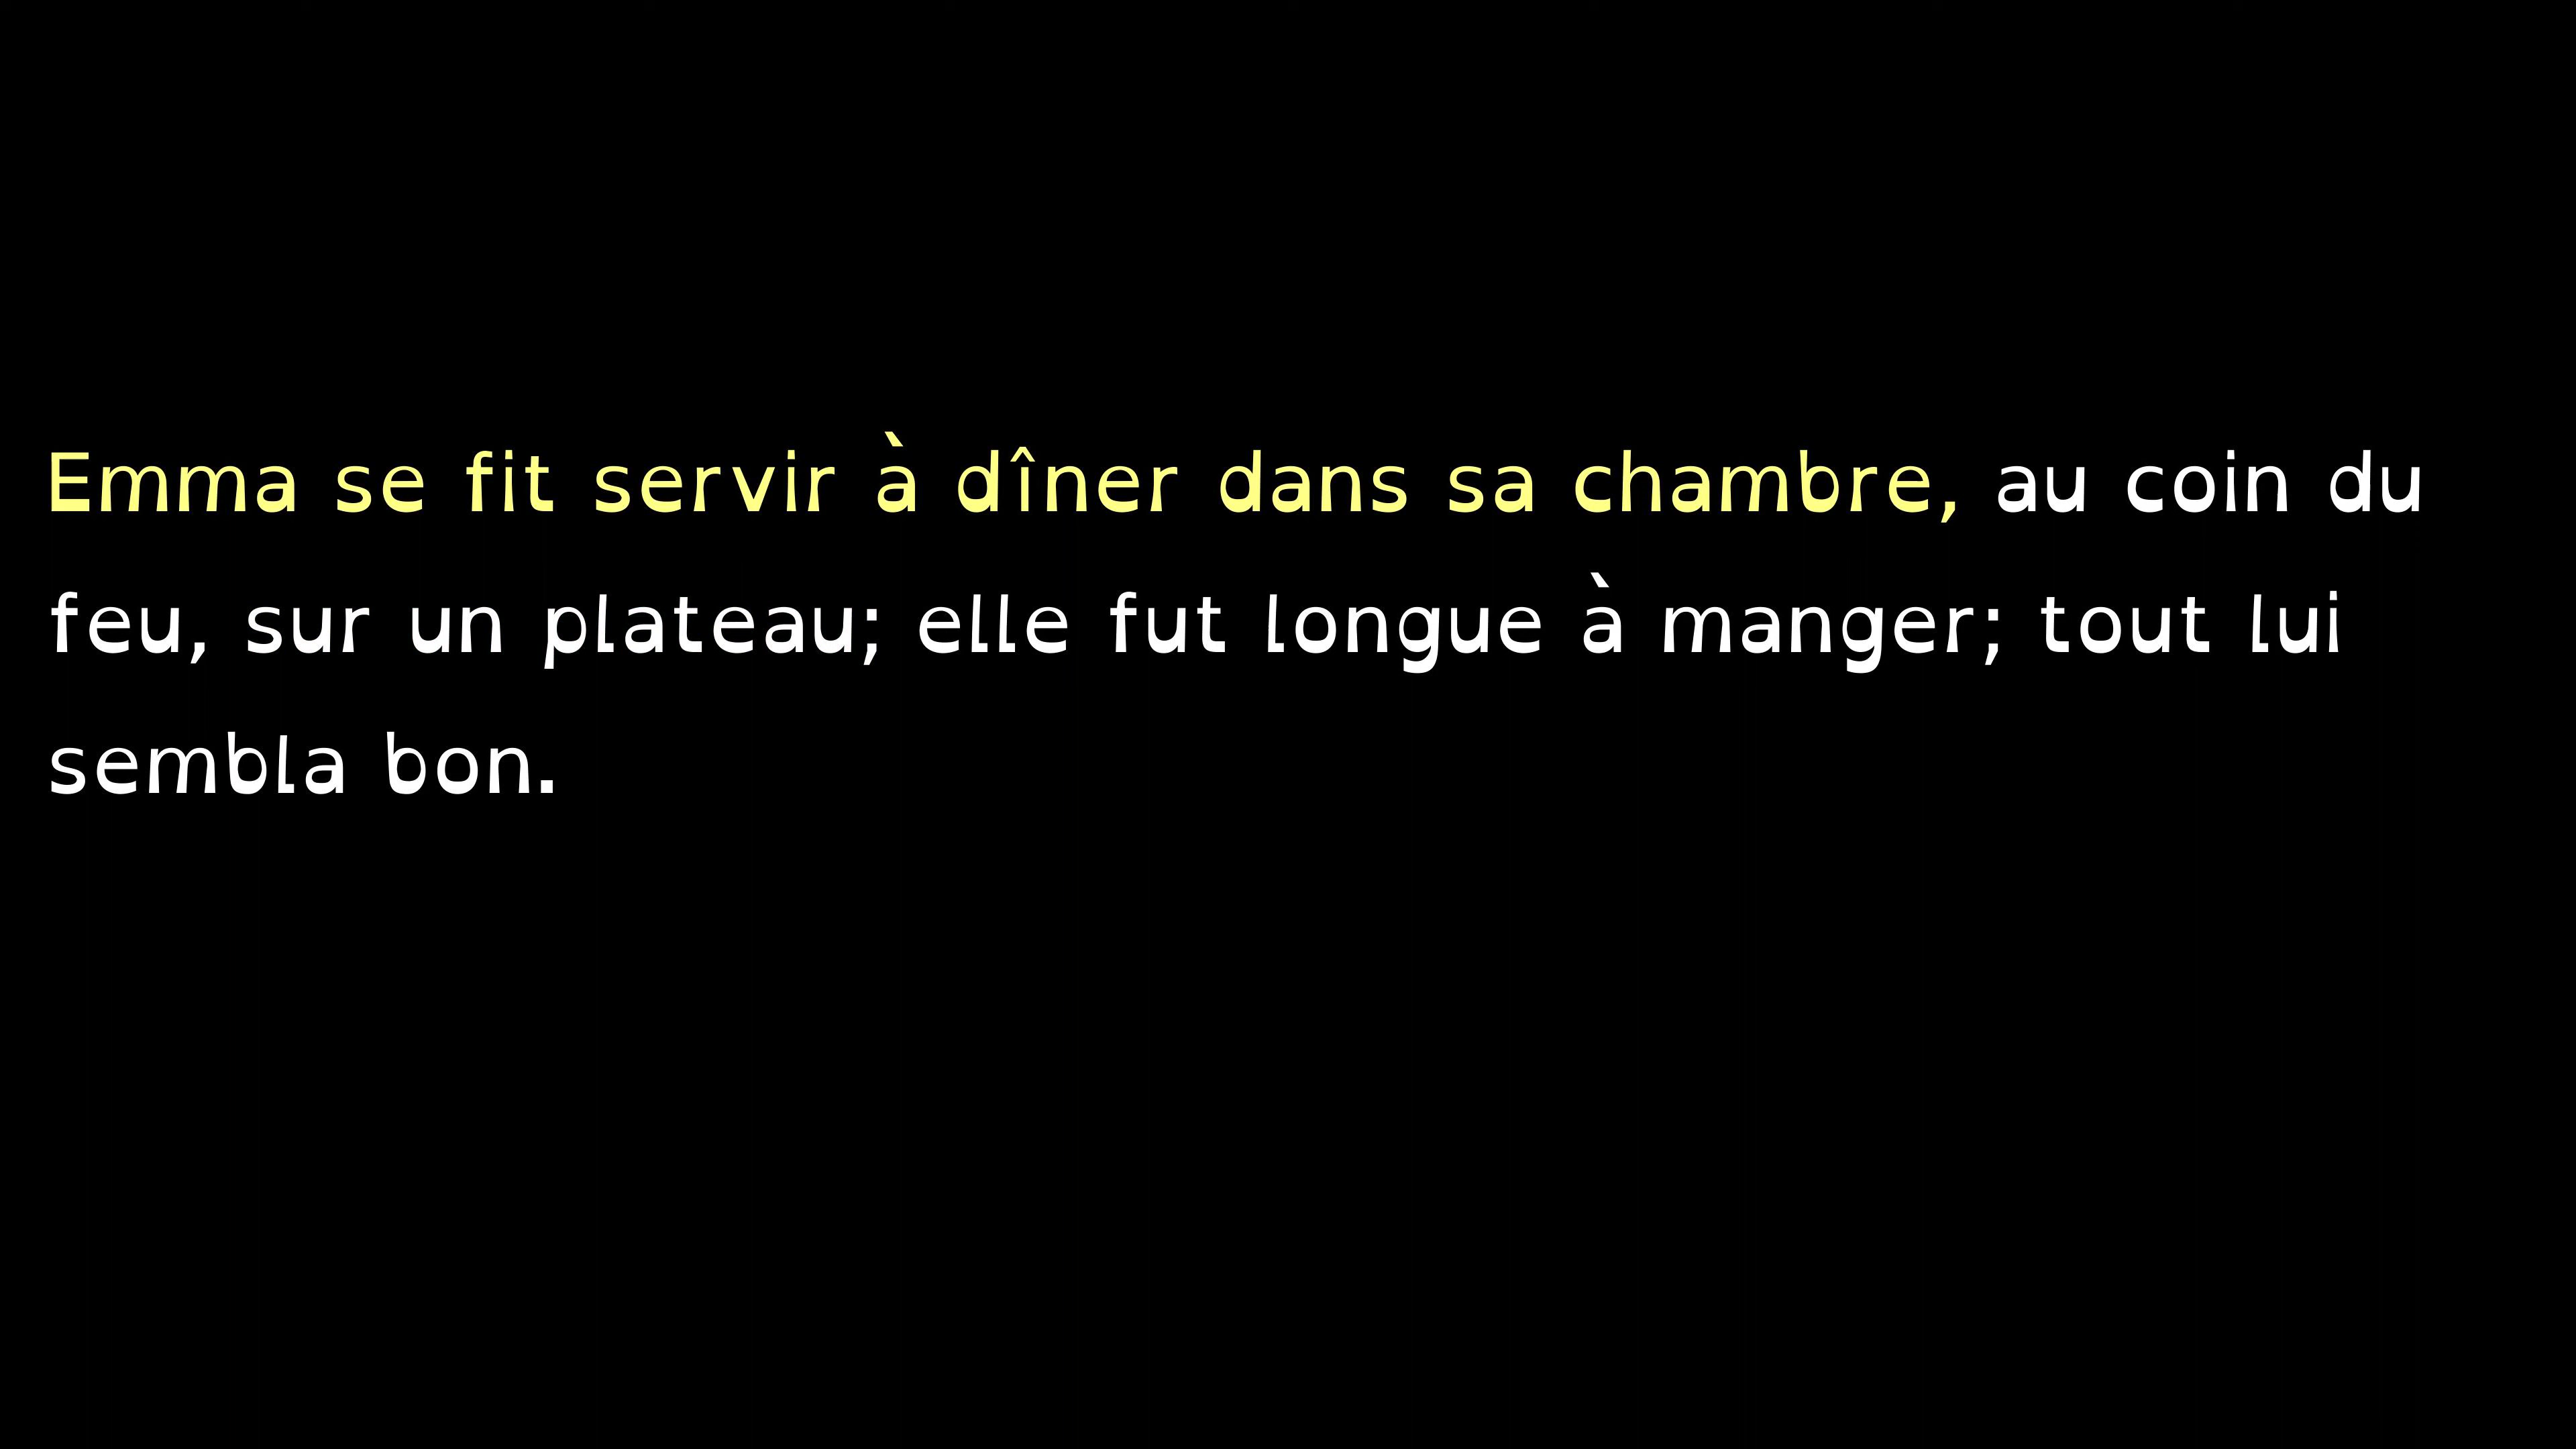 Emma se fit servir à dîner dans sa chambre, au coin du
feu, sur un plateau; elle fut longue à manger; tout lui
sembla bon.